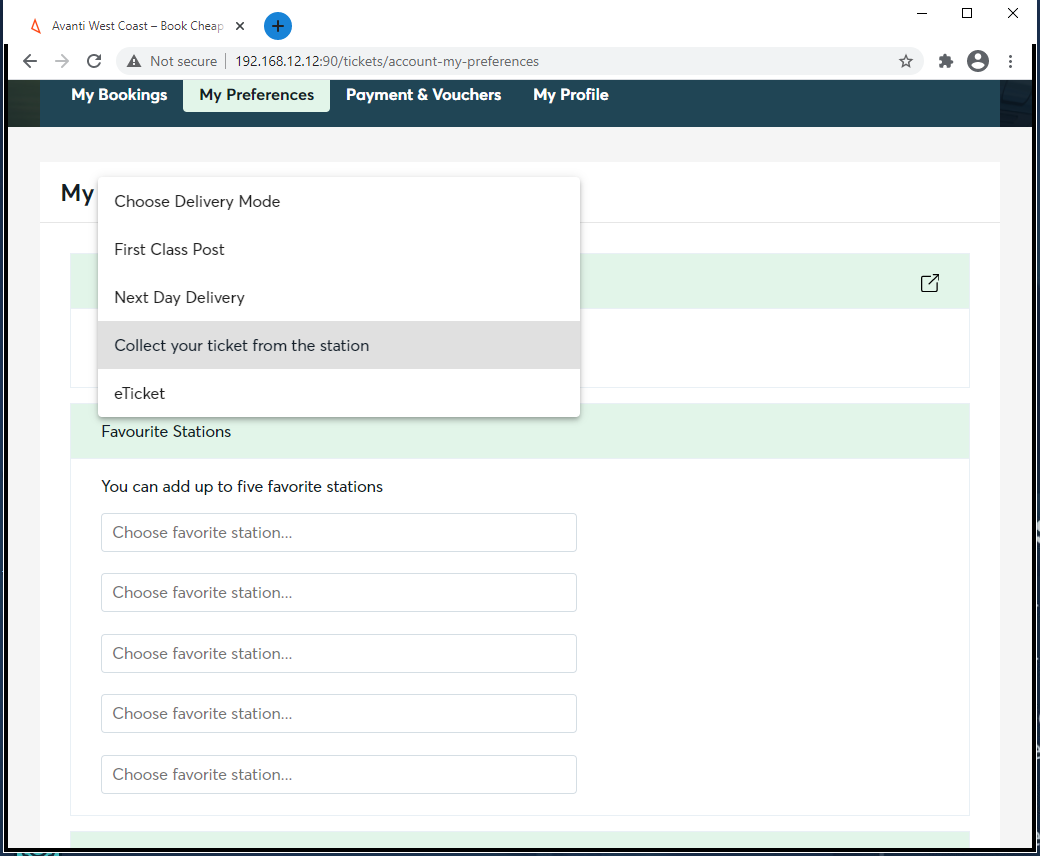 Avanti West Coast – Book Cheap
Not secure
192.168.12.12:90/tickets/account-my-preferences
My Bookings
My Preferences
Payment & Vouchers
My Profile
My
Choose Delivery Mode
First Class Post
Next Day Delivery
Collect your ticket from the station
eTicket
Favourite Stations
You can add up to five favorite stations
Choose favorite station...
Choose favorite station...
Choose favorite station...
Choose favorite station...
Choose favorite station...